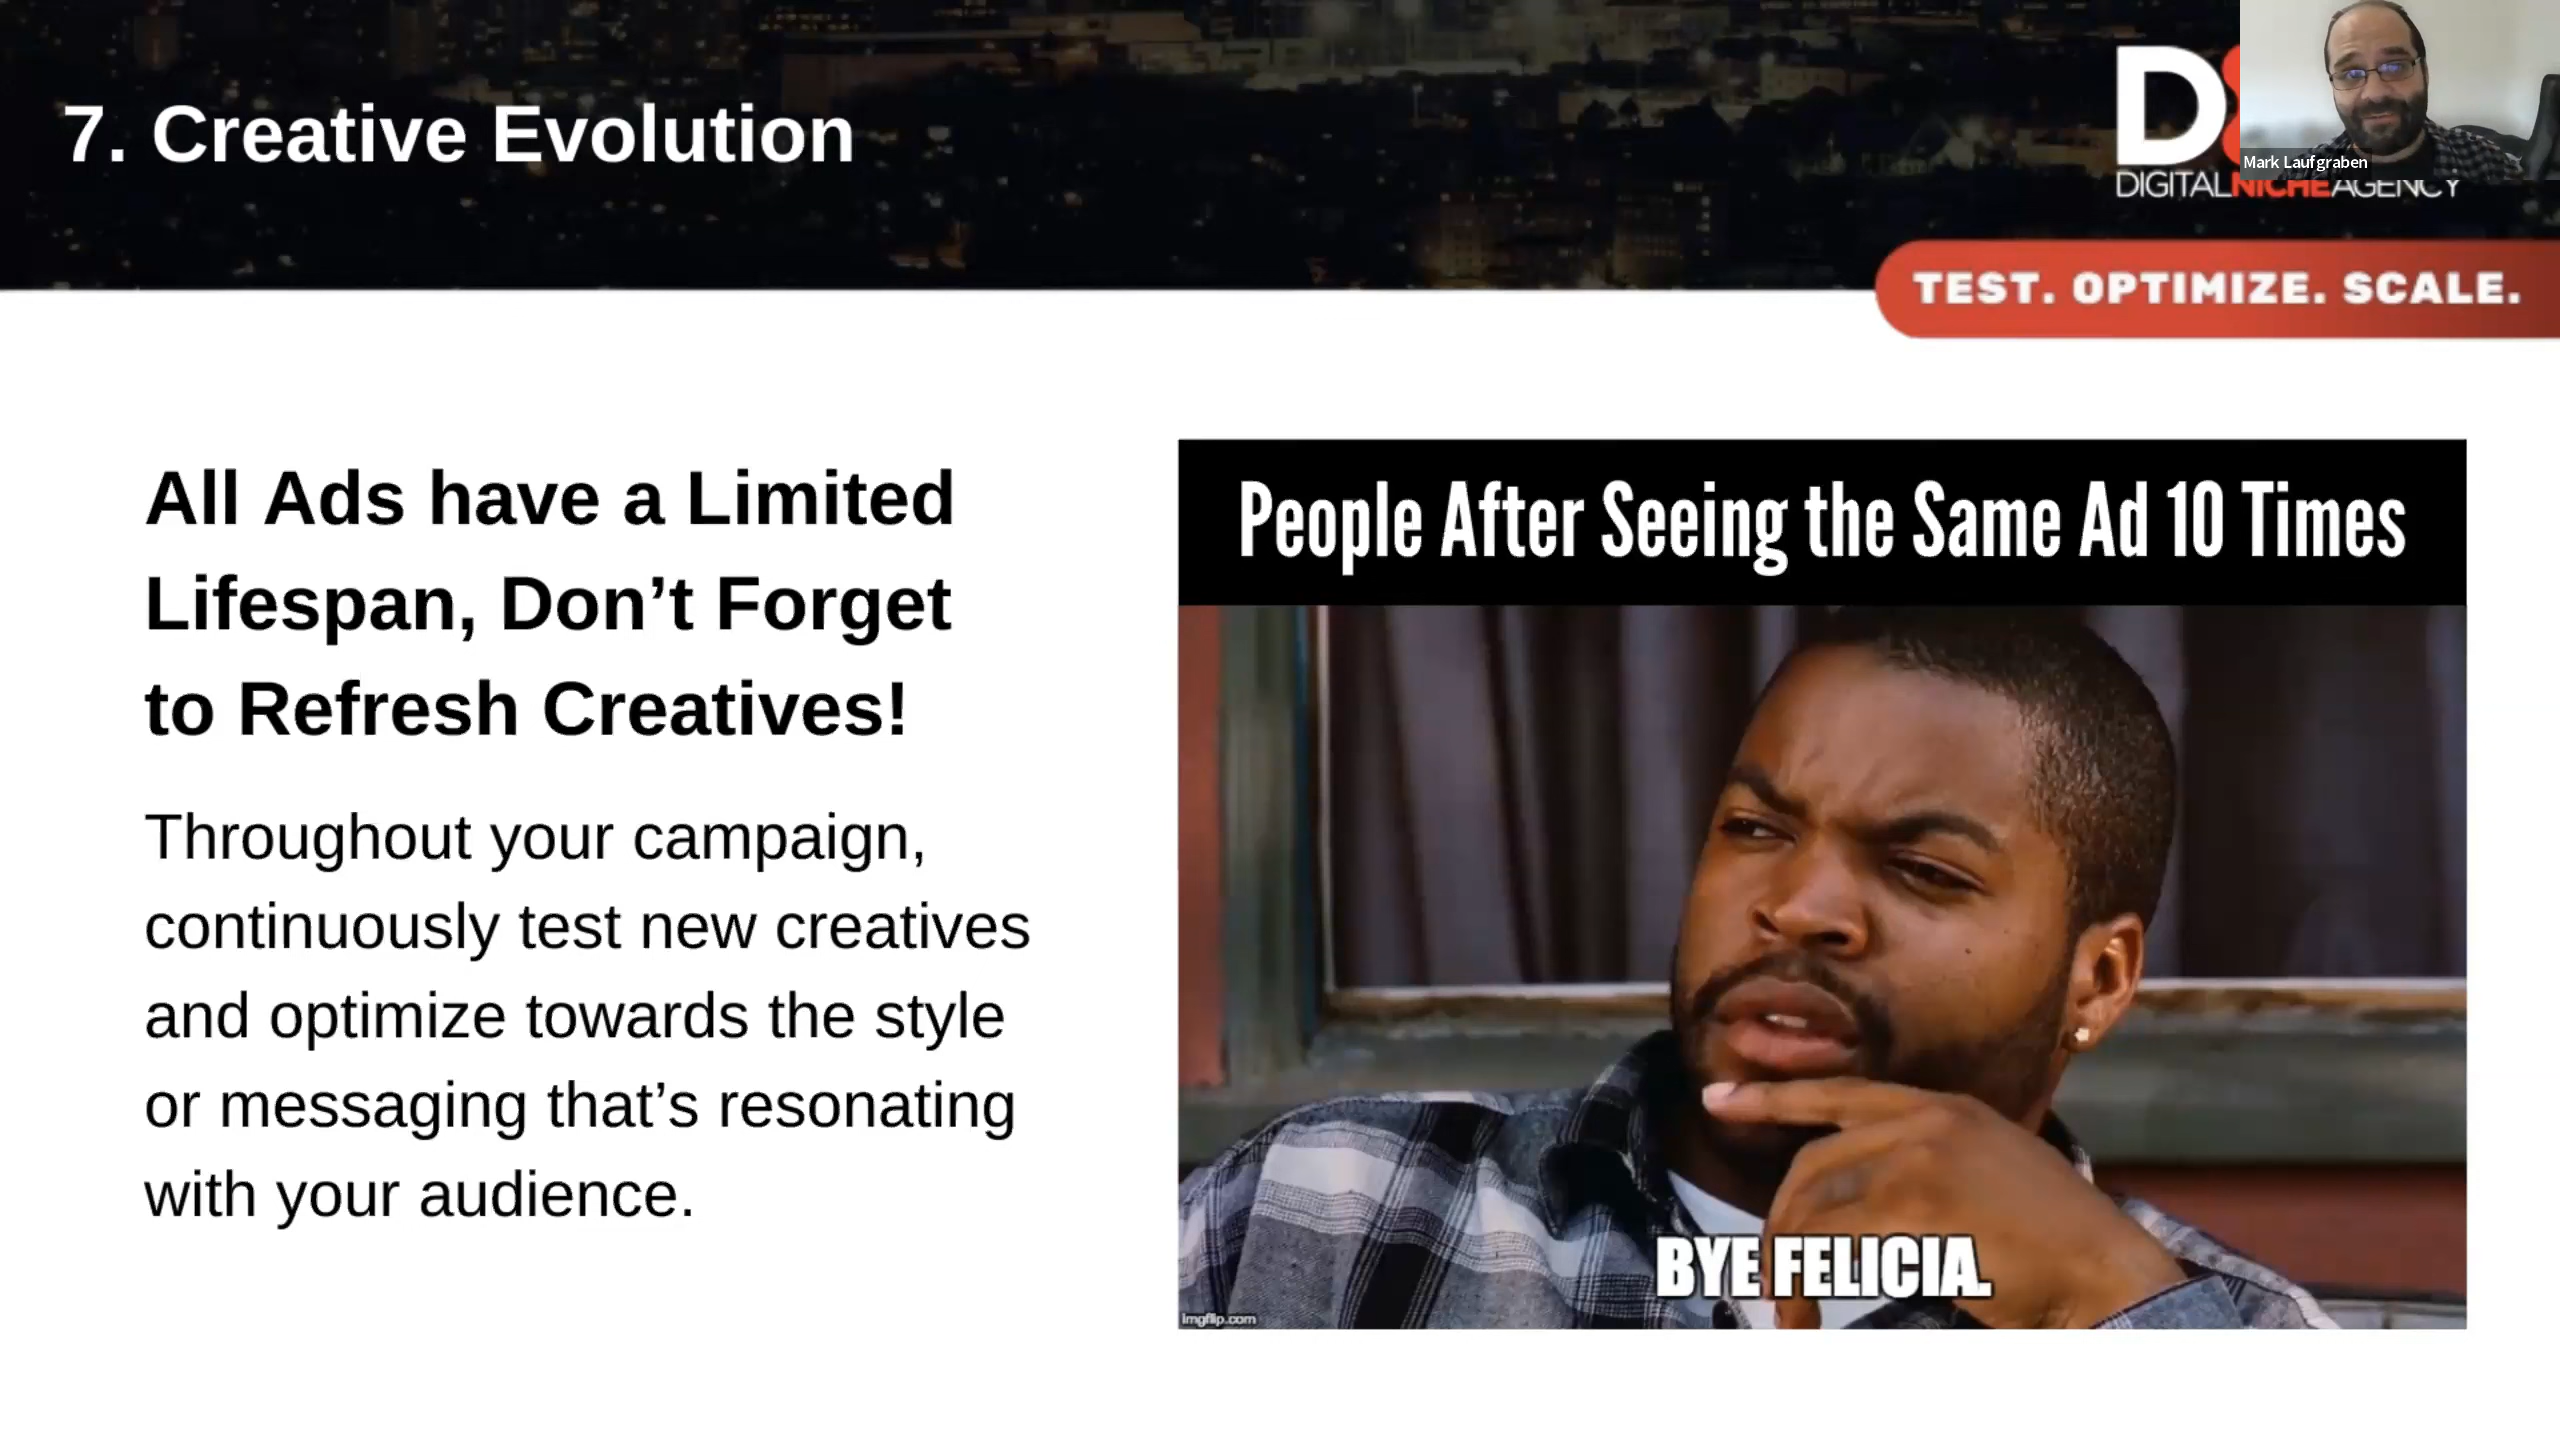 7. Creative Evolution
Mark Laufgraben
DIGITALNICHEAGENCY
TEST. OPTIMIZE. SCALE.
All Ads have a Limited
Lifespan, Don’t Forget
to Refresh Creatives!
Throughout your campaign,
continuously test new creatives
and optimize towards the style
or messaging that’s resonating
with your audience.
People After Seeing the Same Ad 10 Times
BYE FELICIA.
imgflip.com